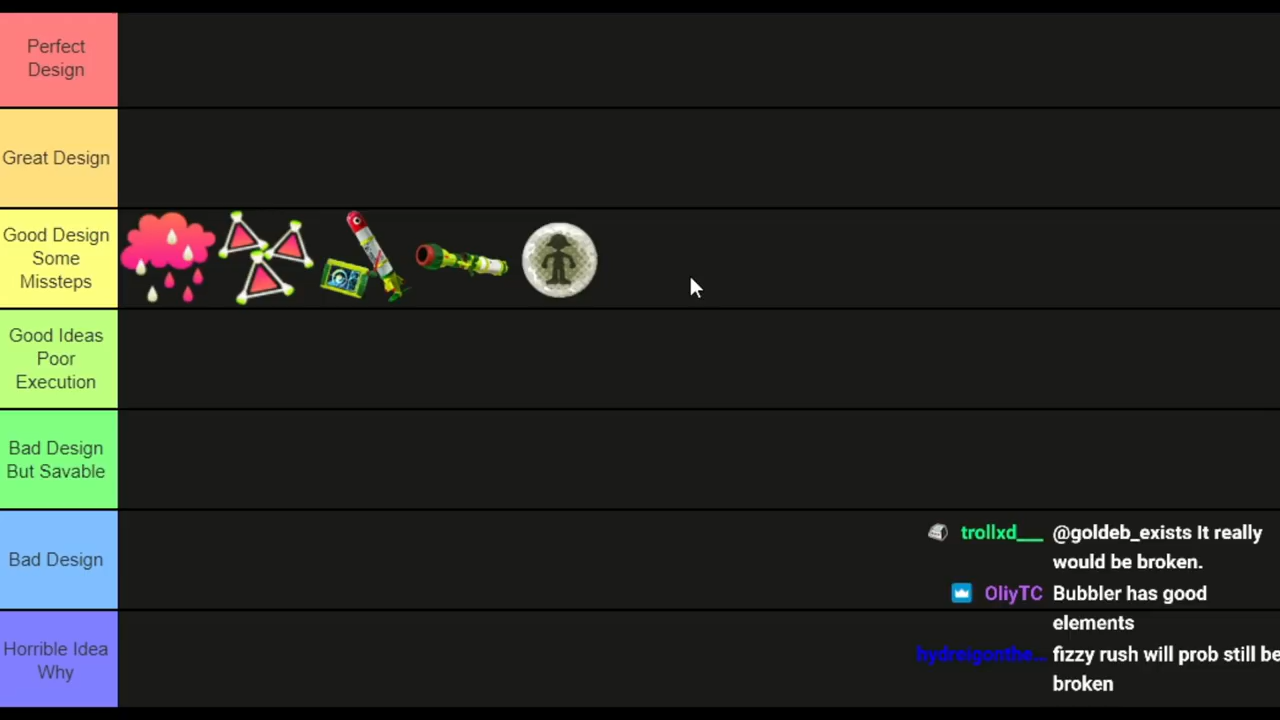 Perfect
Design
Great Design
Good Design
Some
Missteps
Good Ideas
Poor
Execution
Bad Design
But Savable
Bad Design
Horrible Idea
Why
trollxd___ @goldeb_exists It really
would be broken.
OliyTC Bubbler has good
elements
hydreigonthe... fizzy rush will prob still be
broken